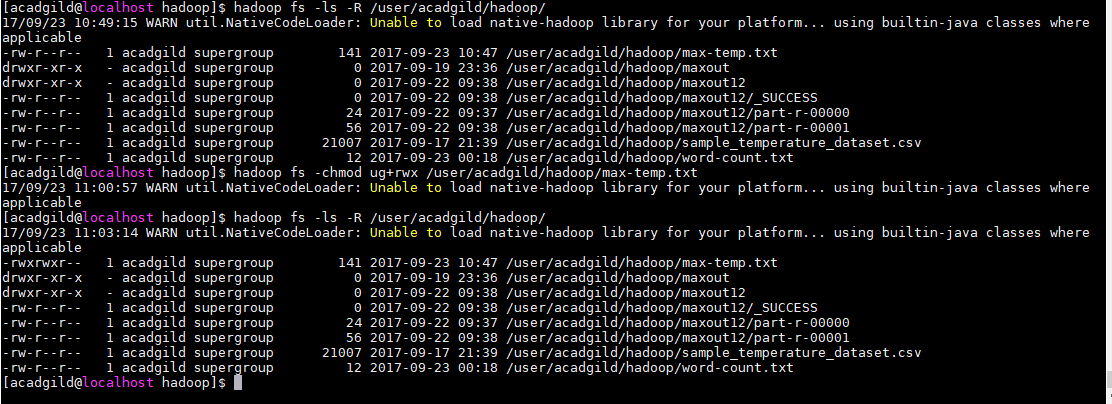 [acadgild@localhost hadoop]$ hadoop fs -ls -R /user/acadgild/hadoop/
17/09/23 10:49:15 WARN util.NativeCodeLoader: Unable to load native-hadoop library for your platform... using builtin-java classes where
applicable
-rw-r--r--   1 acadgild supergroup        141 2017-09-23 10:47 /user/acadgild/hadoop/max-temp.txt
drwxr-xr-x   - acadgild supergroup          0 2017-09-19 23:36 /user/acadgild/hadoop/maxout
drwxr-xr-x   - acadgild supergroup          0 2017-09-22 09:38 /user/acadgild/hadoop/maxout12
-rw-r--r--   1 acadgild supergroup          0 2017-09-22 09:38 /user/acadgild/hadoop/maxout12/_SUCCESS
-rw-r--r--   1 acadgild supergroup         24 2017-09-22 09:37 /user/acadgild/hadoop/maxout12/part-r-00000
-rw-r--r--   1 acadgild supergroup         56 2017-09-22 09:38 /user/acadgild/hadoop/maxout12/part-r-00001
-rw-r--r--   1 acadgild supergroup      21007 2017-09-17 21:39 /user/acadgild/hadoop/sample_temperature_dataset.csv
-rw-r--r--   1 acadgild supergroup         12 2017-09-23 00:18 /user/acadgild/hadoop/word-count.txt
[acadgild@localhost hadoop]$ hadoop fs -chmod ug+rwx /user/acadgild/hadoop/max-temp.txt
17/09/23 11:00:57 WARN util.NativeCodeLoader: Unable to load native-hadoop library for your platform... using builtin-java classes where
applicable
[acadgild@localhost hadoop]$ hadoop fs -ls -R /user/acadgild/hadoop/
17/09/23 11:03:14 WARN util.NativeCodeLoader: Unable to load native-hadoop library for your platform... using builtin-java classes where
applicable
-rwxrwxr--   1 acadgild supergroup        141 2017-09-23 10:47 /user/acadgild/hadoop/max-temp.txt
drwxr-xr-x   - acadgild supergroup          0 2017-09-19 23:36 /user/acadgild/hadoop/maxout
drwxr-xr-x   - acadgild supergroup          0 2017-09-22 09:38 /user/acadgild/hadoop/maxout12
-rw-r--r--   1 acadgild supergroup          0 2017-09-22 09:38 /user/acadgild/hadoop/maxout12/_SUCCESS
-rw-r--r--   1 acadgild supergroup         24 2017-09-22 09:37 /user/acadgild/hadoop/maxout12/part-r-00000
-rw-r--r--   1 acadgild supergroup         56 2017-09-22 09:38 /user/acadgild/hadoop/maxout12/part-r-00001
-rw-r--r--   1 acadgild supergroup      21007 2017-09-17 21:39 /user/acadgild/hadoop/sample_temperature_dataset.csv
-rw-r--r--   1 acadgild supergroup         12 2017-09-23 00:18 /user/acadgild/hadoop/word-count.txt
[acadgild@localhost hadoop]$